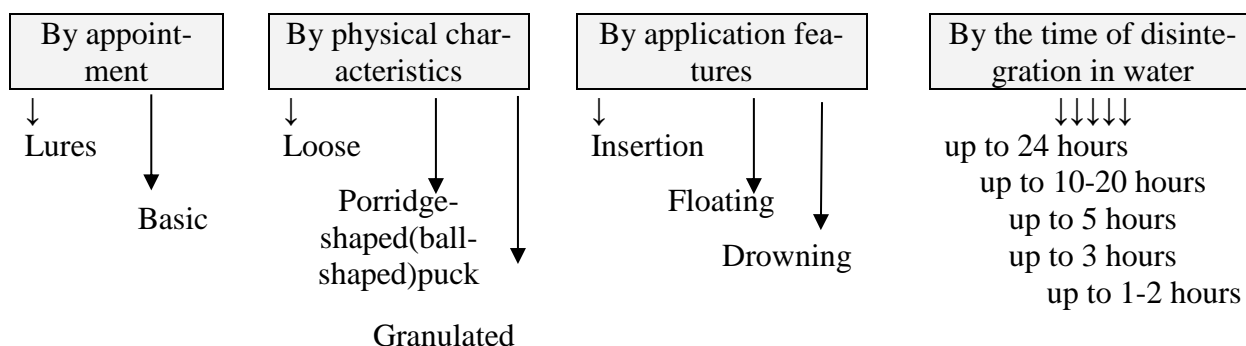 By appoint-
ment
↓
Lures
Basic
By physical char-
acteristics
↓
Loose
Porridge-
shaped(ball-
shaped)puck
Granulated
By application fea-
tures
↓
Insertion
Floating
Drowning
By the time of disinte-
gration in water
↓↓↓↓↓
up to 24 hours
up to 10-20 hours
up to 5 hours
up to 3 hours
up to 1-2 hours